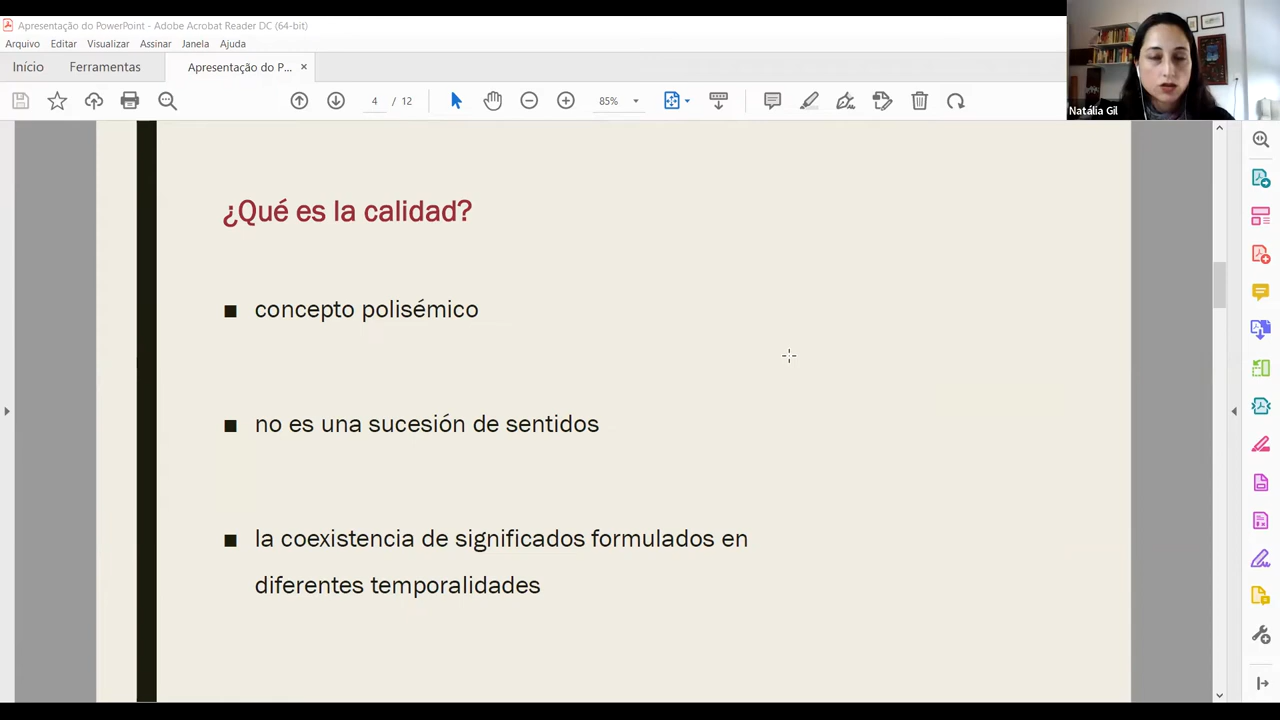 Apresentação do PowerPoint - Adobe Acrobat Reader DC (64-bit)
Arquivo Editar Visualizar Assinar Janela Ajuda
Início Ferramentas Apresentação do P... ×
4 / 12 85%
Natália Gil
¿Qué es la calidad?
■ concepto polisémico
■ no es una sucesión de sentidos
■ la coexistencia de significados formulados en
diferentes temporalidades